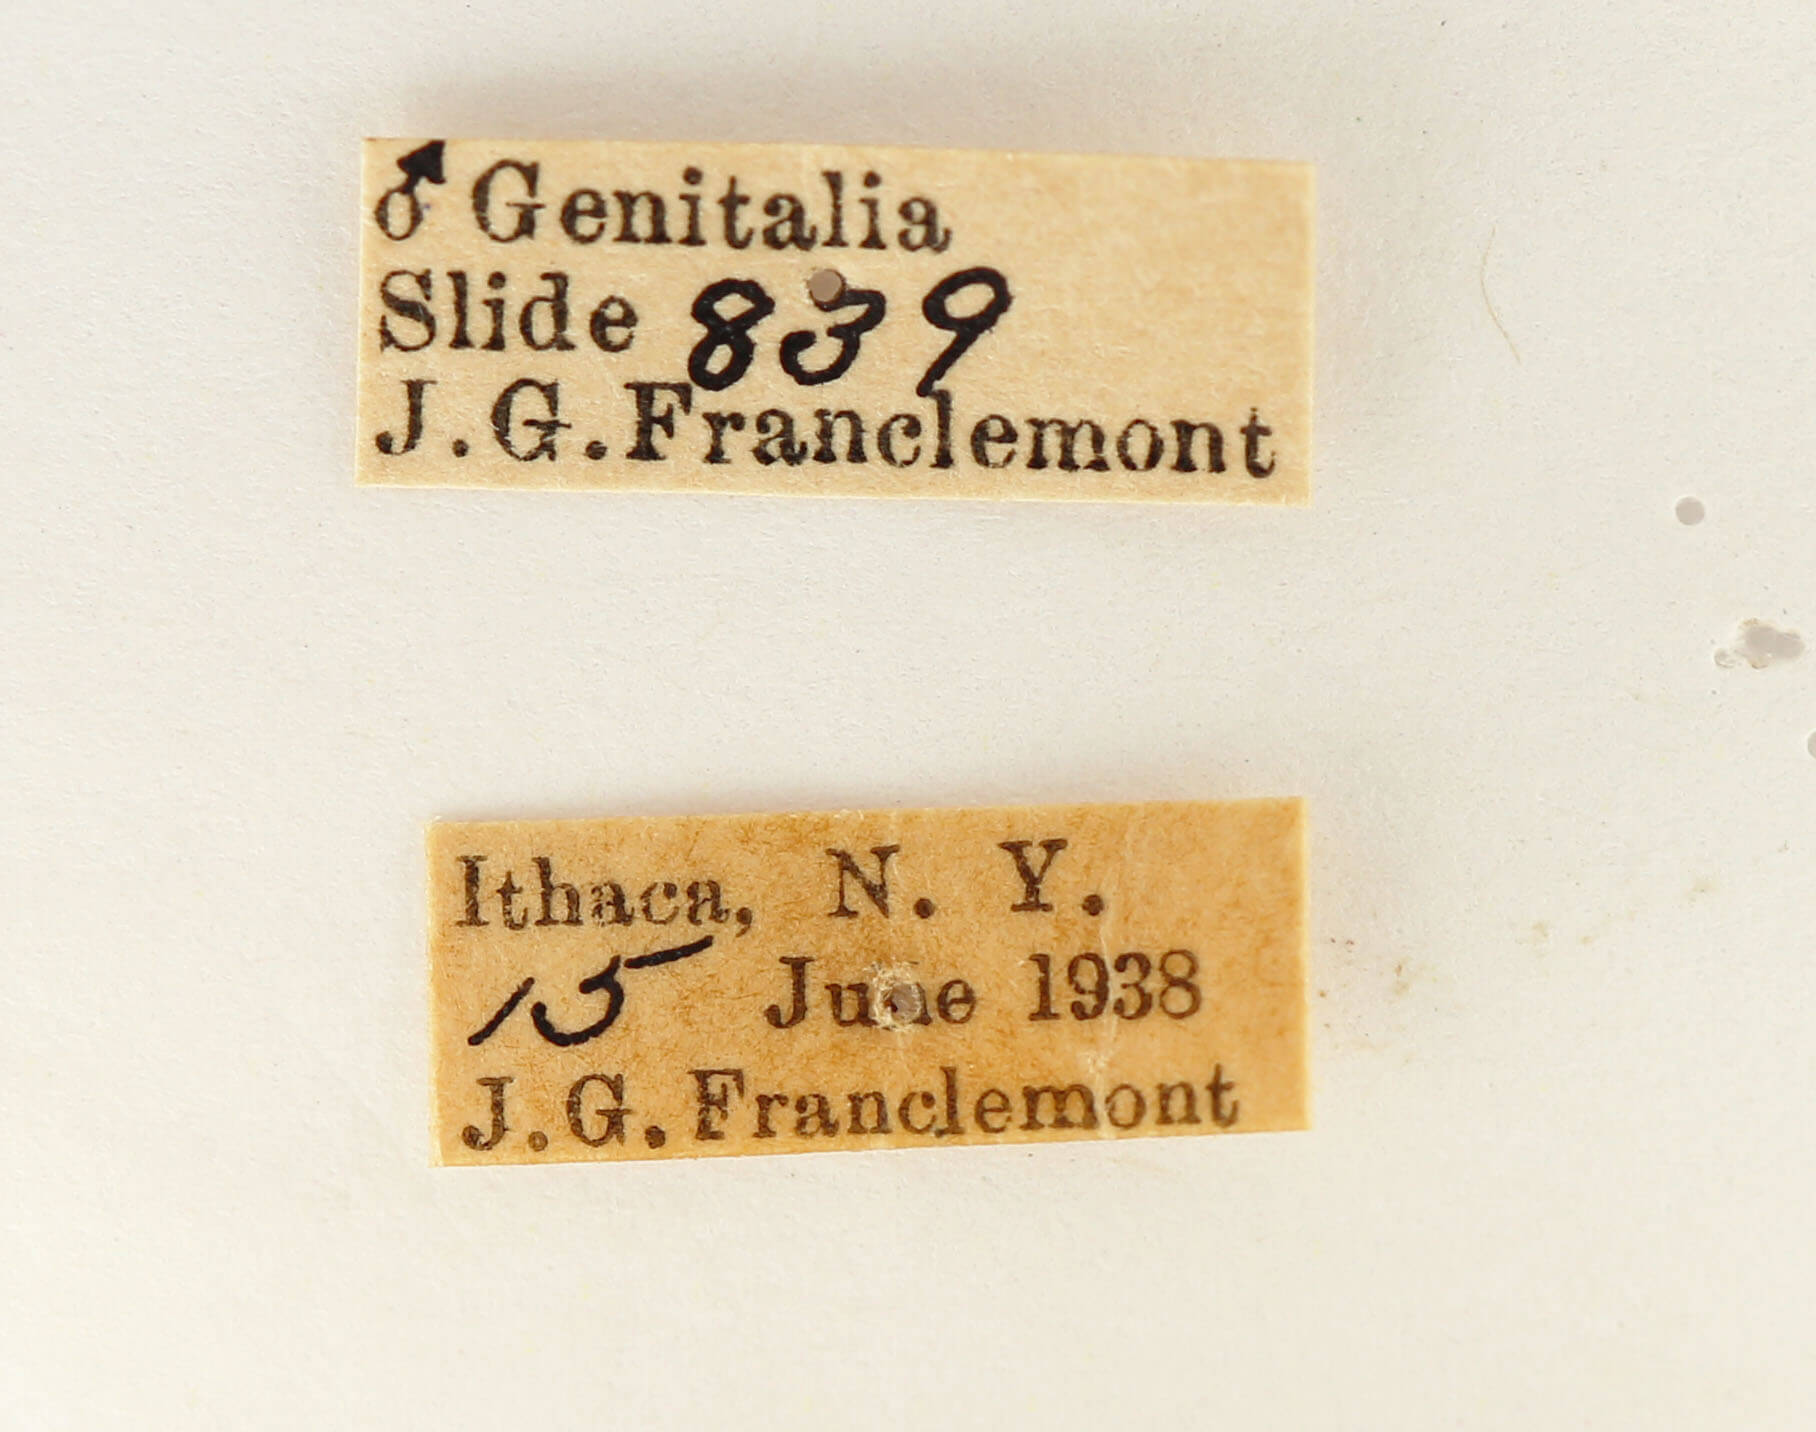 ♂ Genitalia
Slide 839
J. G. Franclemont
Ithaca, N. Y.
15 June 1938
J. G. Franclemont